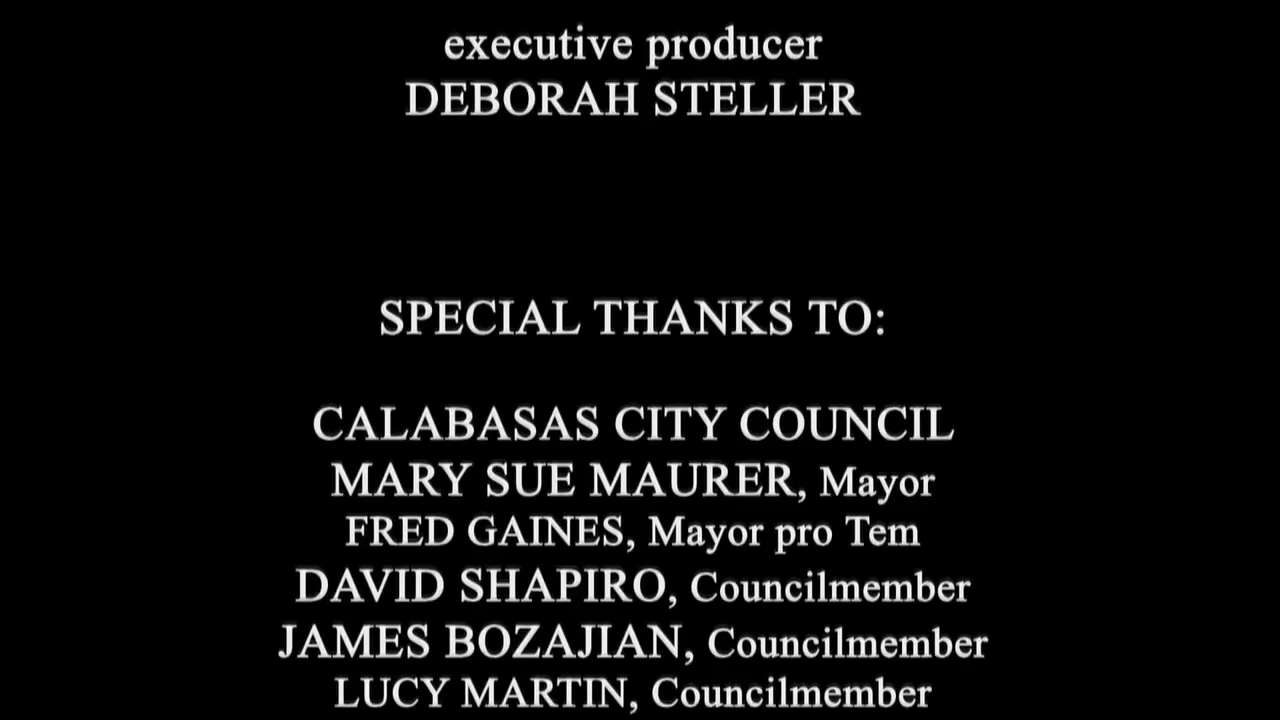 executive producer
DEBORAH STELLER
SPECIAL THANKS TO:
CALABASAS CITY COUNCIL
MARY SUE MAURER, Mayor
FRED GAINES, Mayor pro Tem
DAVID SHAPIRO, Councilmember
JAMES BOZAJIAN, Councilmember
LUCY MARTIN, Councilmember